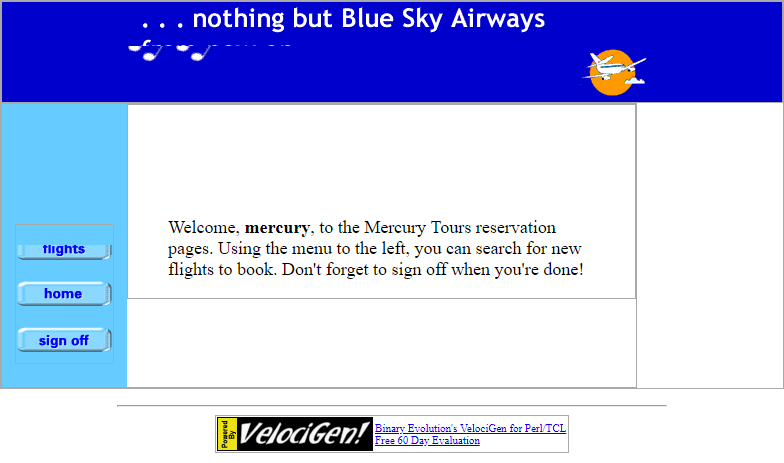 . . . nothing but Blue Sky Airways
flights
home
sign off
Welcome, mercury, to the Mercury Tours reservation
pages. Using the menu to the left, you can search for new
flights to book. Don't forget to sign off when you're done!
Powered
By
VelociGen!
Binary Evolution's VelociGen for Perl/TCL
Free 60 Day Evaluation